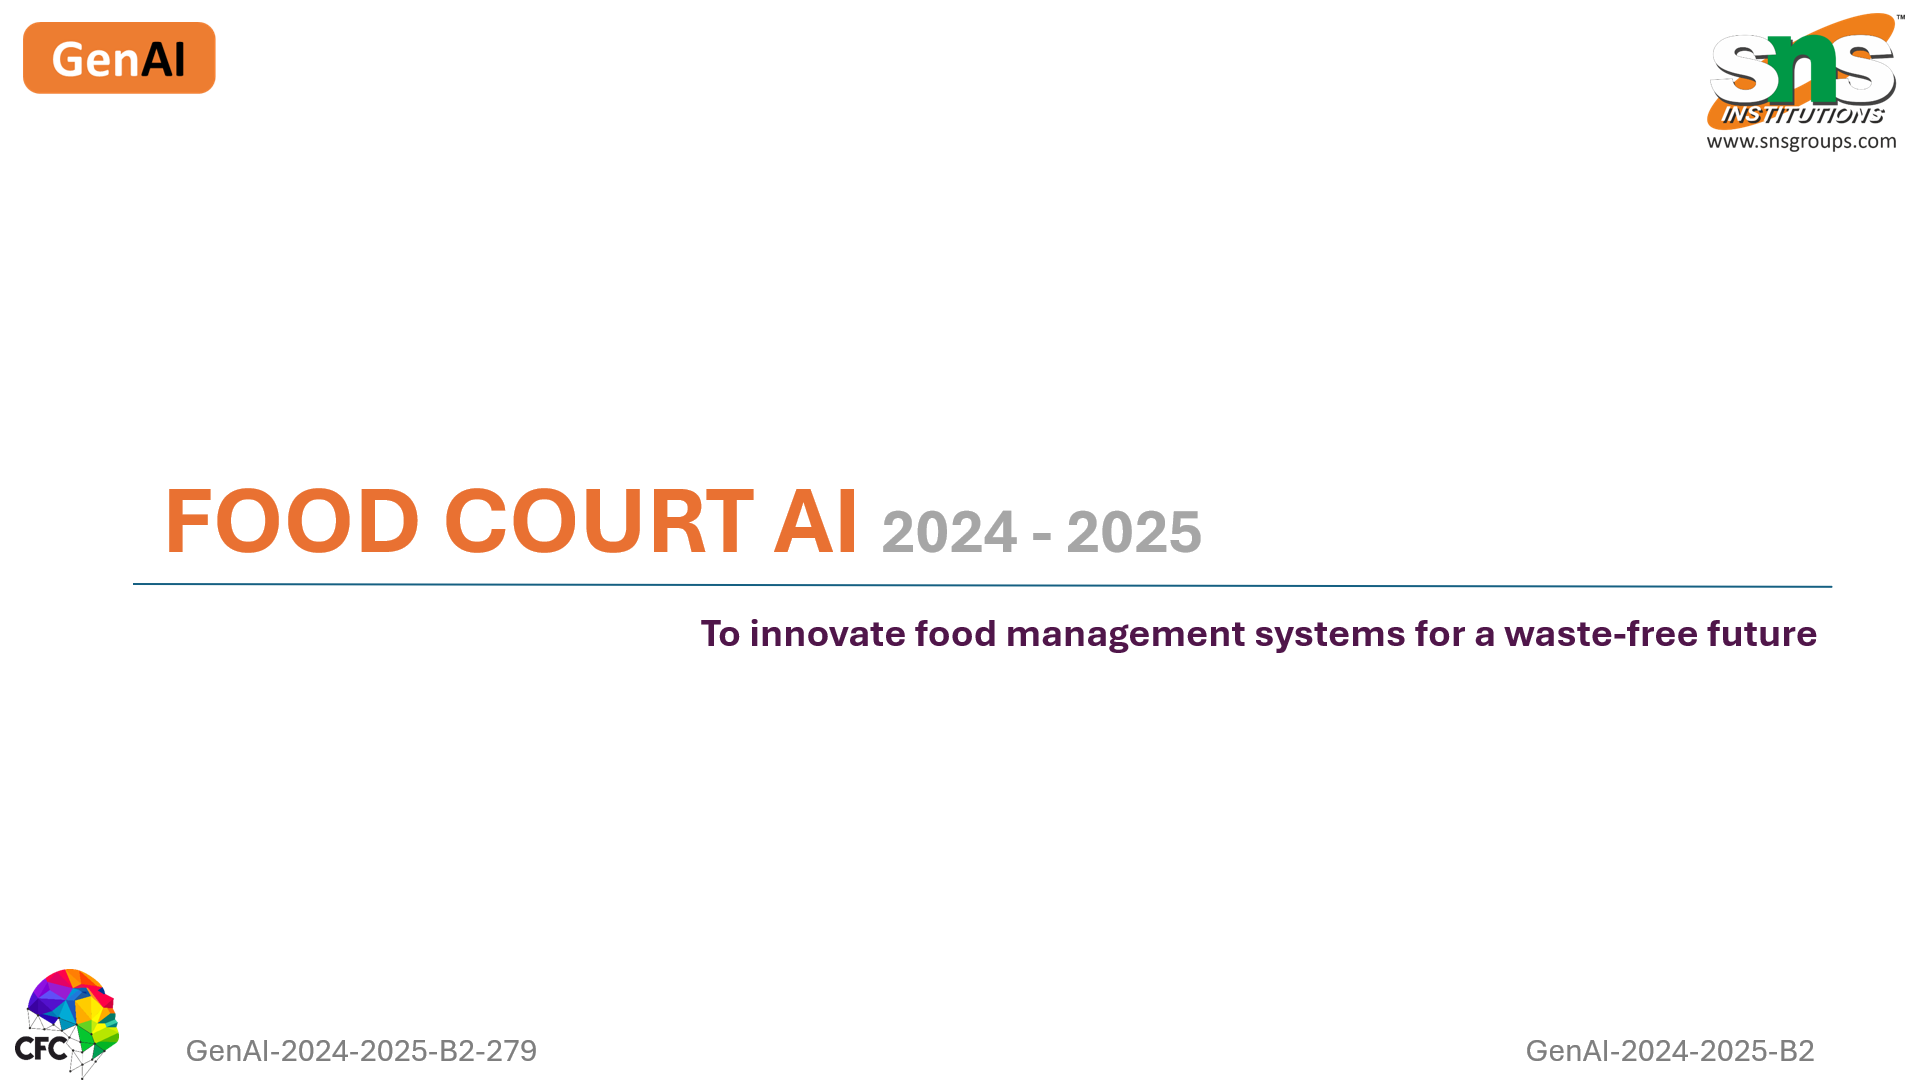 GenAI
sns
INSTITUTIONS
TM
www.snsgroups.com
FOOD COURT AI 2024 - 2025
To innovate food management systems for a waste-free future
CFC
GenAI-2024-2025-B2-279
GenAI-2024-2025-B2